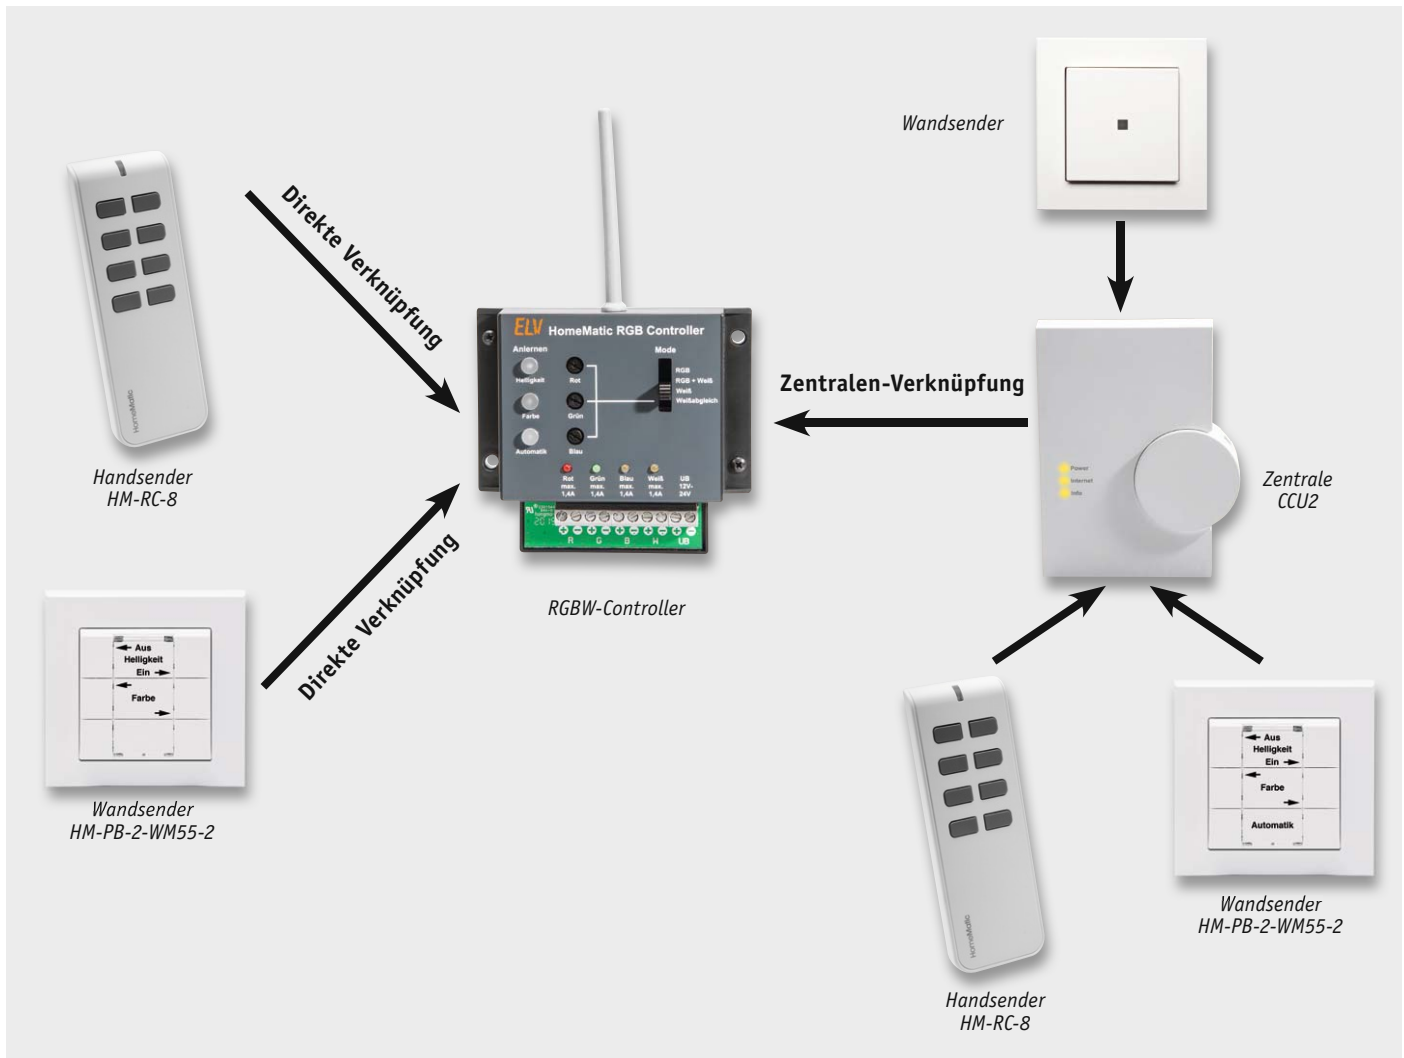 Wandsender
Direkte Verknüpfung
HomeMatic
Handsender
HM-RC-8
ELV HomeMatic RGB Controller
Anlernen
Mode
Helligkeit
Rot
RGB
RGB + Weiß
Weiß
Weißabgleich
Farbe
Grün
Automatik
Blau
Rot
max.
1,4A
Grün
max.
1,4A
Blau
max.
1,4A
Weiß
max.
1,4A
UB
12V-
24V
R G B W UB
RGBW-Controller
Zentralen-Verknüpfung
Power
Internet
Info
Zentrale
CCU2
Direkte Verknüpfung
Aus
Helligkeit
Ein
Farbe
Wandsender
HM-PB-2-WM55-2
HomeMatic
Handsender
HM-RC-8
Aus
Helligkeit
Ein
Farbe
Automatik
Wandsender
HM-PB-2-WM55-2